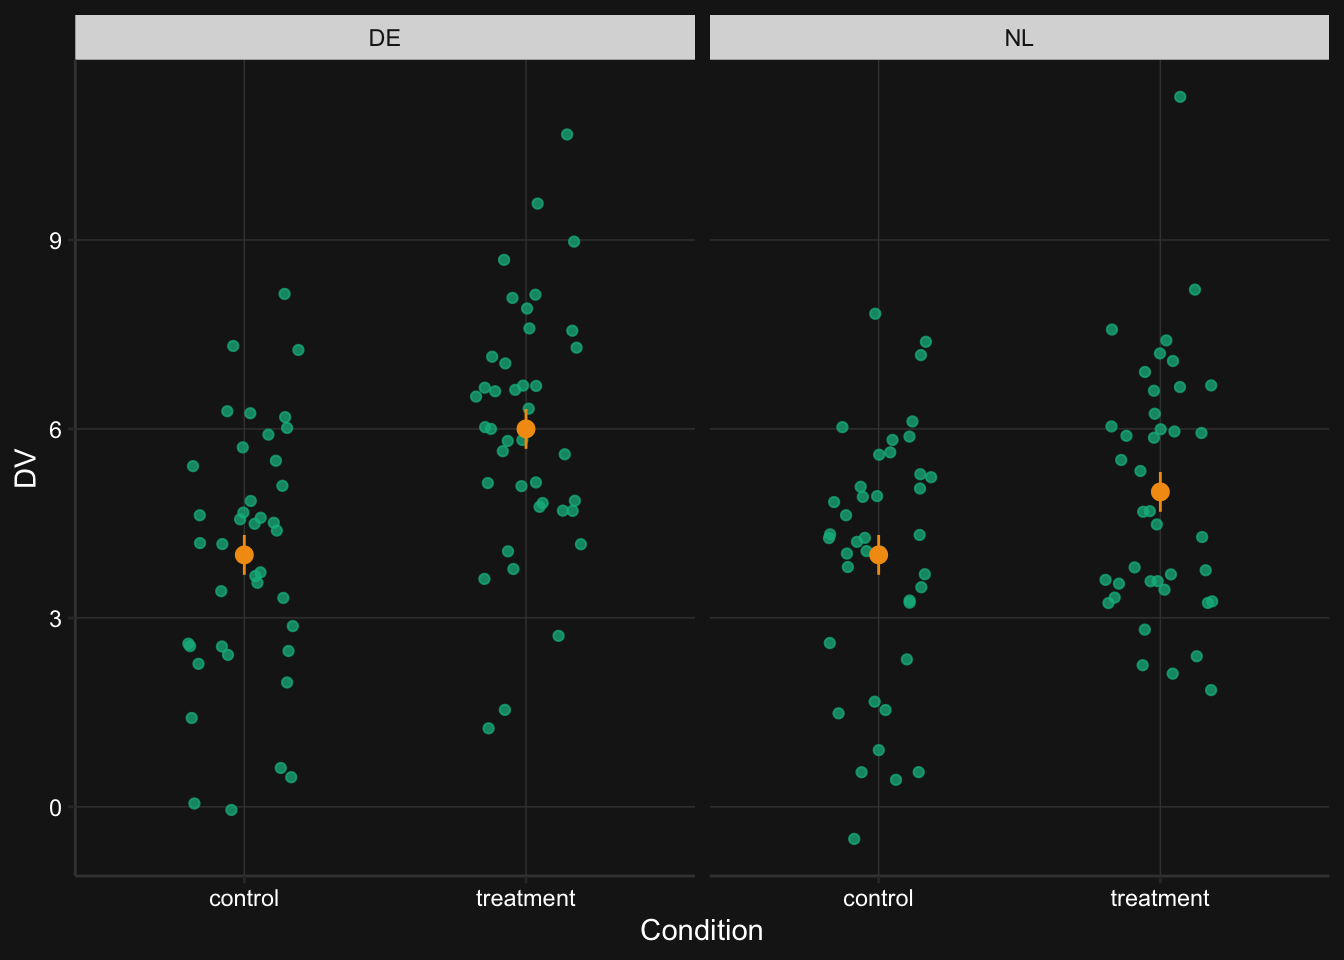 DE
NL
DV
9
6
3
0
control
treatment
control
treatment
Condition